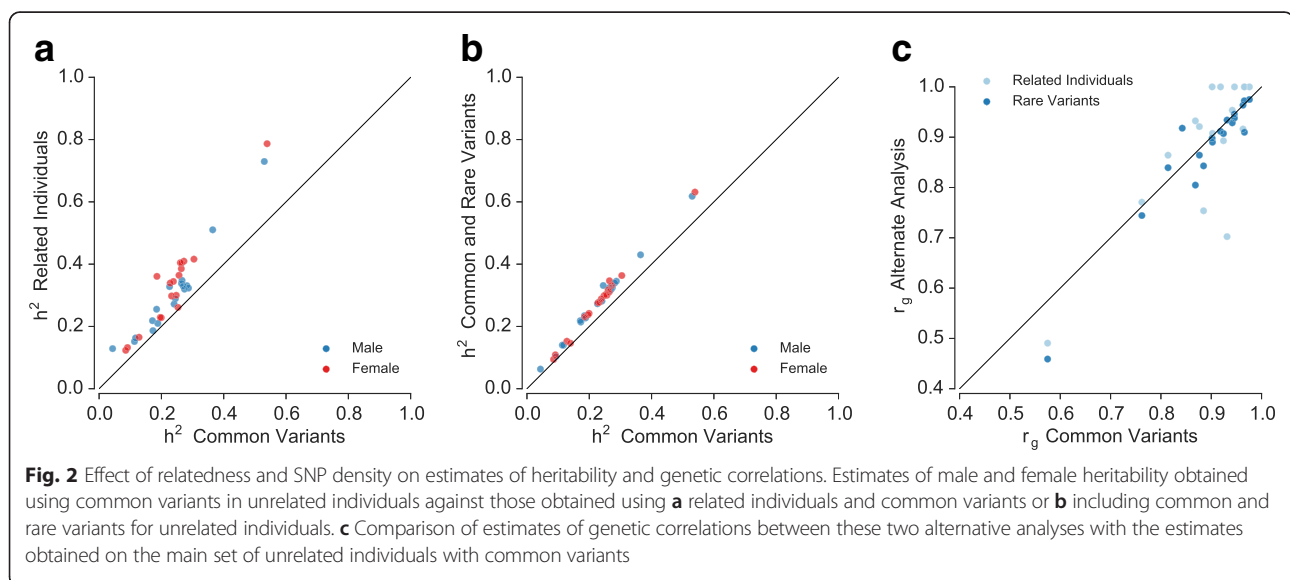 a
b
c
1.0
0.8
0.6
0.4
0.2
0.0
h² Related Individuals
Male
Female
0.0 0.2 0.4 0.6 0.8 1.0
h² Common Variants
1.0
0.8
0.6
0.4
0.2
0.0
h² Common and Rare Variants
Male
Female
0.0 0.2 0.4 0.6 0.8 1.0
h² Common Variants
Related Individuals
Rare Variants
1.0
0.9
0.8
0.7
0.6
0.5
0.4
rg Alternate Analysis
0.4 0.5 0.6 0.7 0.8 0.9 1.0
rg Common Variants
Fig. 2 Effect of relatedness and SNP density on estimates of heritability and genetic correlations. Estimates of male and female heritability obtained
using common variants in unrelated individuals against those obtained using a related individuals and common variants or b including common and
rare variants for unrelated individuals. c Comparison of estimates of genetic correlations between these two alternative analyses with the estimates
obtained on the main set of unrelated individuals with common variants